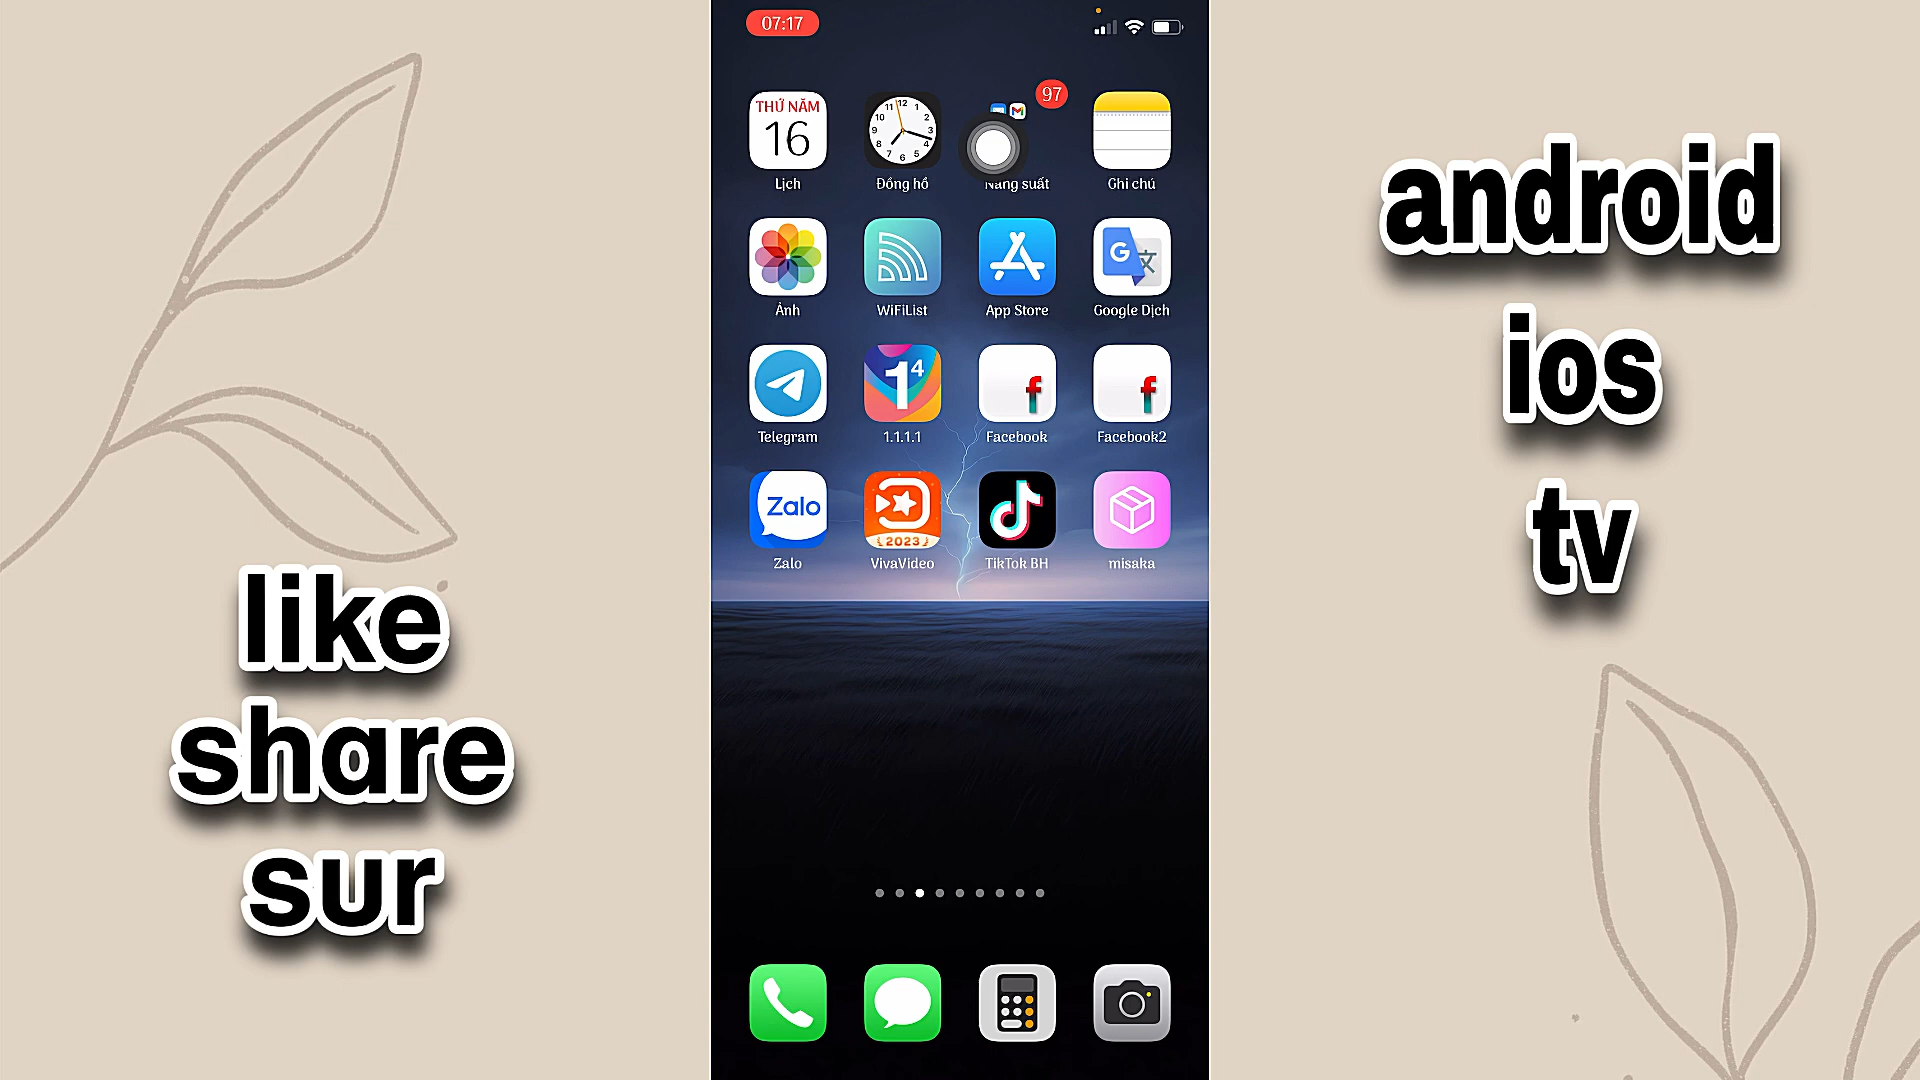 07:17
97
THỨ NĂM
16
Lịch
Đồng hồ
Năng suất
Ghi chú
Ảnh
WiFiList
App Store
Google Dịch
Telegram
1.1.1.1
Facebook
Facebook2
Zalo
Zalo
2023
VivaVideo
TikTok BH
misaka
like
share
sur
android
ios
tv